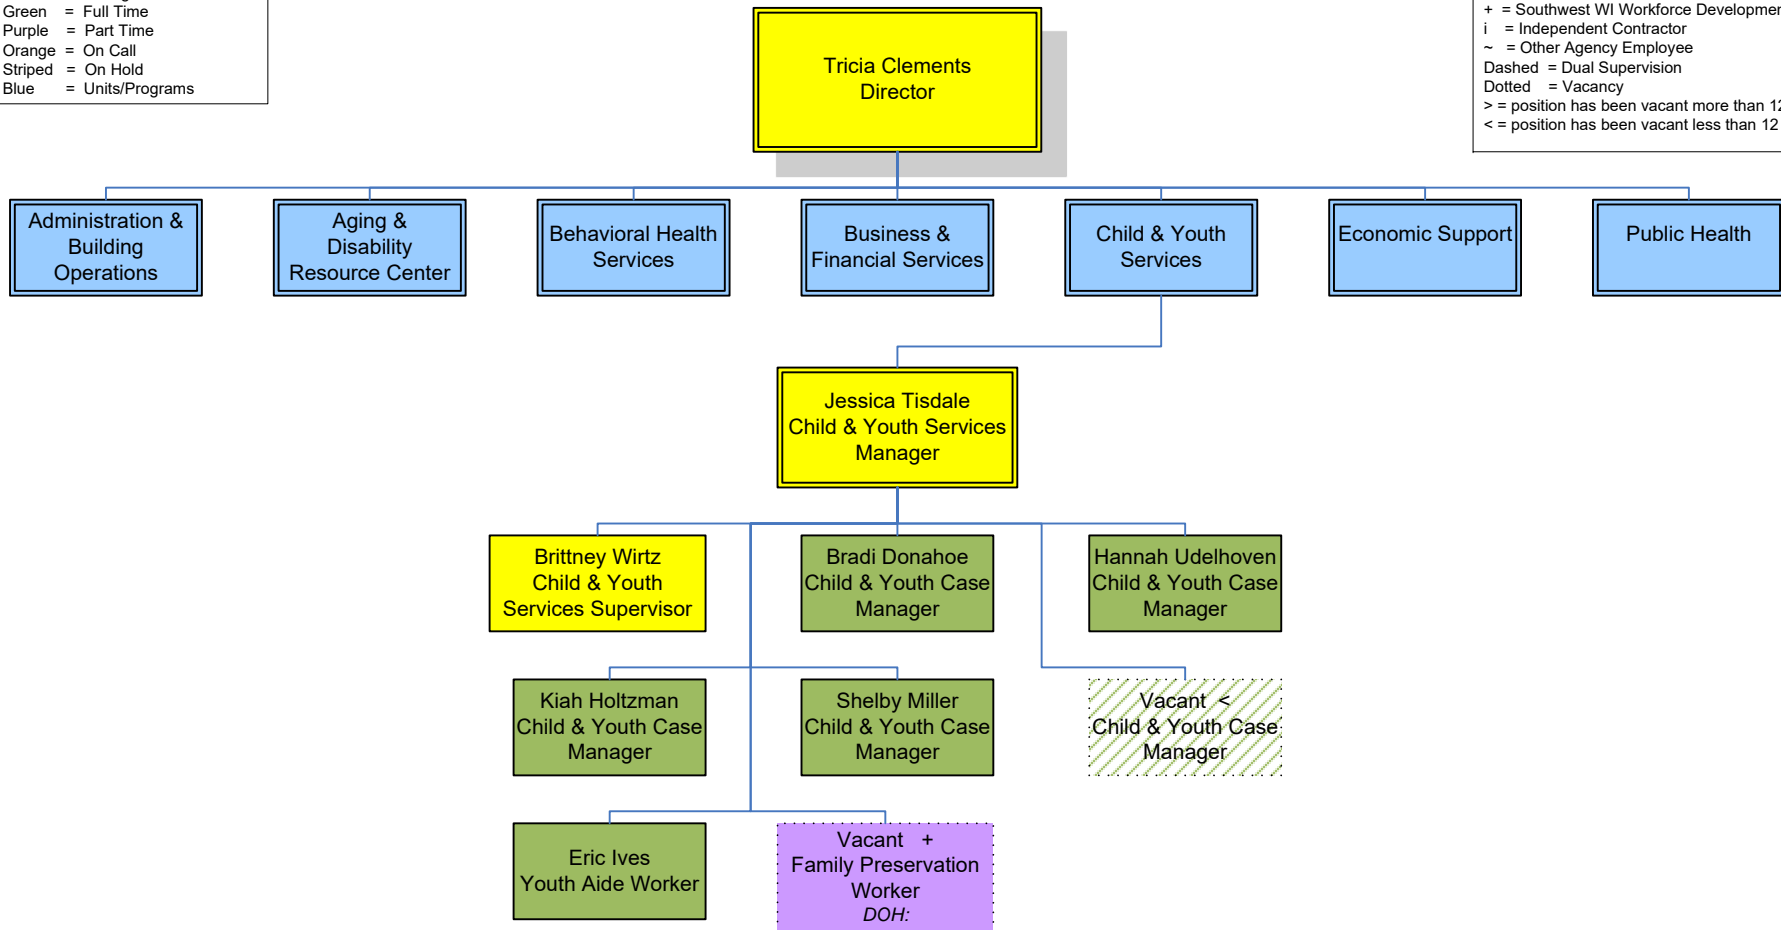 Green = Full Time
Purple = Part Time
Orange = On Call
Striped = On Hold
Blue = Units/Programs
+ = Southwest WI Workforce Developmen
i = Independent Contractor
~ = Other Agency Employee
Dashed = Dual Supervision
Dotted = Vacancy
> = position has been vacant more than 12
< = position has been vacant less than 12
Tricia Clements
Director
Administration &
Building
Operations
Aging &
Disability
Resource Center
Behavioral Health
Services
Business &
Financial Services
Child & Youth
Services
Economic Support
Public Health
Jessica Tisdale
Child & Youth Services
Manager
Brittney Wirtz
Child & Youth
Services Supervisor
Bradi Donahoe
Child & Youth Case
Manager
Hannah Udelhoven
Child & Youth Case
Manager
Kiah Holtzman
Child & Youth Case
Manager
Shelby Miller
Child & Youth Case
Manager
Vacant <
Child & Youth Case
Manager
Eric Ives
Youth Aide Worker
Vacant +
Family Preservation
Worker
DOH: